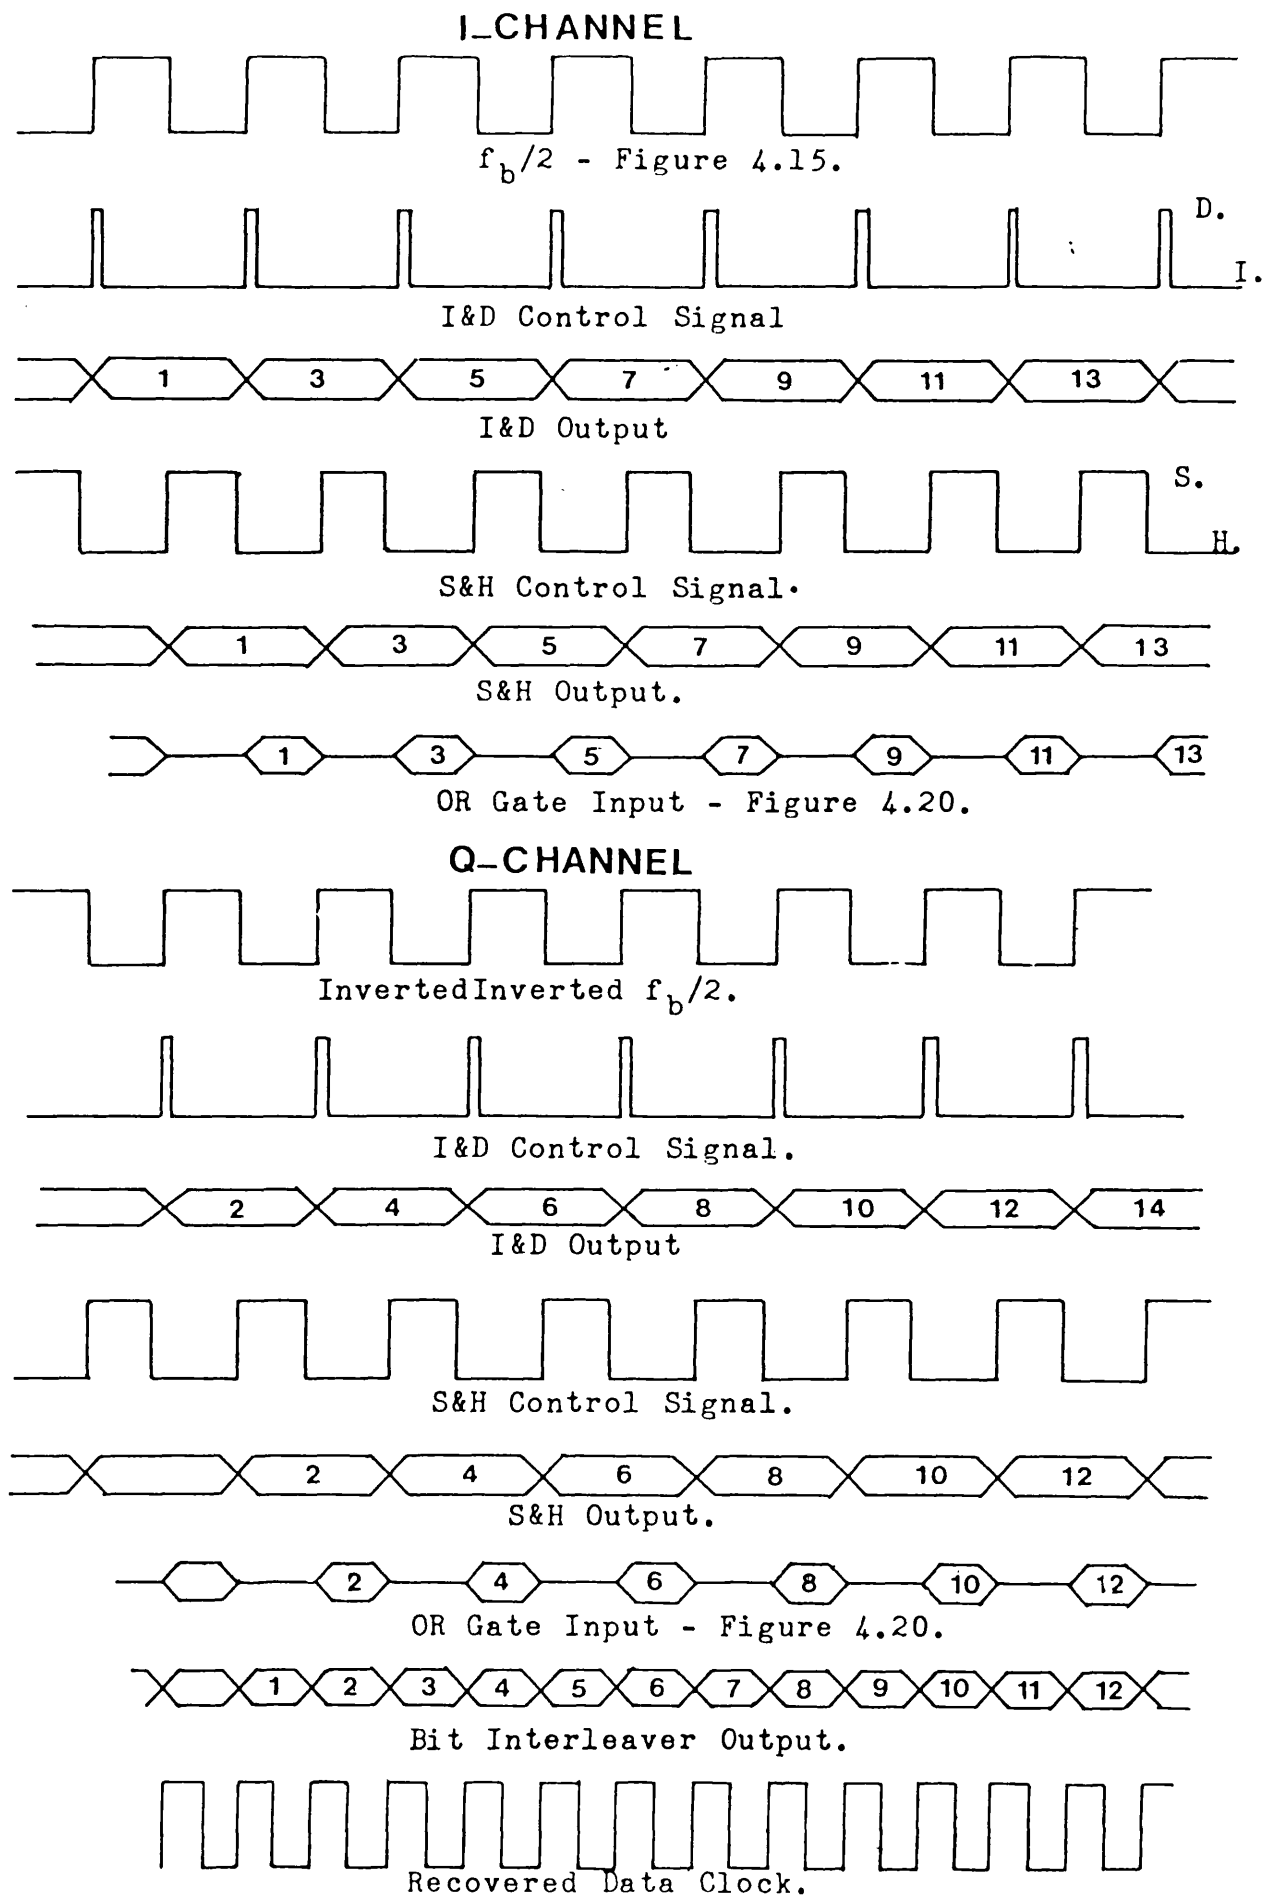 I_CHANNEL
f_b/2 - Figure 4.15.
D.
I.
I&D Control Signal
1 3 5 7 9 11 13
I&D Output
S.
H.
S&H Control Signal.
1 3 5 7 9 11 13
S&H Output.
1 3 5 7 9 11 13
OR Gate Input - Figure 4.20.
Q_CHANNEL
InvertedInverted f_b/2.
I&D Control Signal.
2 4 6 8 10 12 14
I&D Output
S&H Control Signal.
2 4 6 8 10 12
S&H Output.
2 4 6 8 10 12
OR Gate Input - Figure 4.20.
1 2 3 4 5 6 7 8 9 10 11 12
Bit Interleaver Output.
Recovered Data Clock.